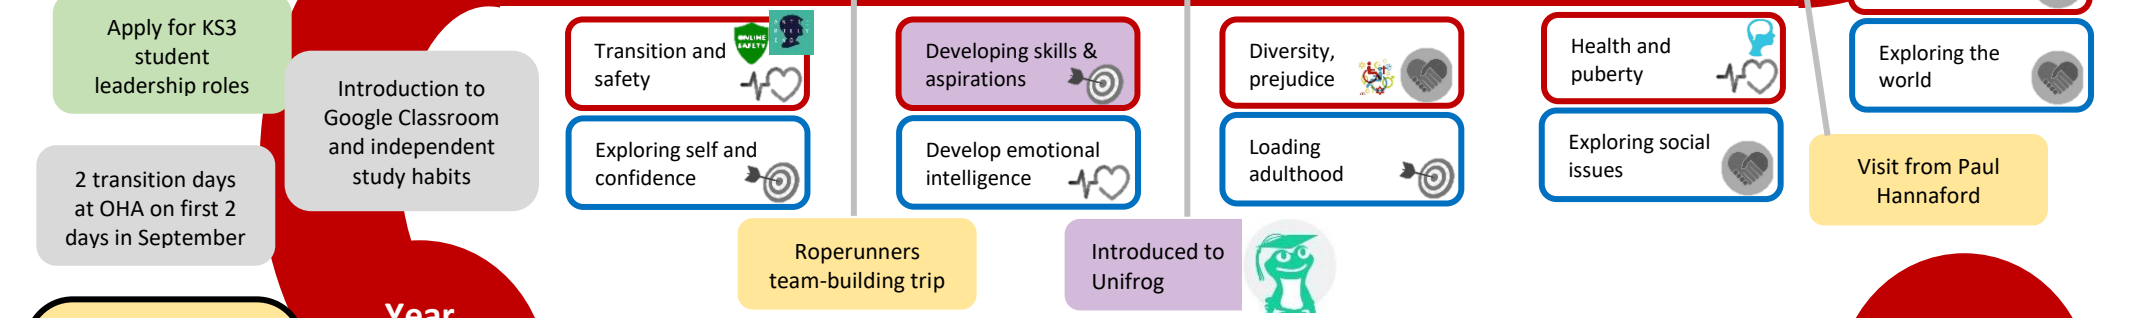 Apply for KS3
student
leadership roles
2 transition days
at OHA on first 2
days in September
Introduction to
Google Classroom
and independent
study habits
Year
Transition and
safety
ONLINE
SAFETY
Exploring self and
confidence
Roperunners
team-building trip
Developing skills &
aspirations
Develop emotional
intelligence
Introduced to
Unifrog
Diversity,
prejudice
Loading
adulthood
Health and
puberty
Exploring social
issues
Exploring the
world
Visit from Paul
Hannaford